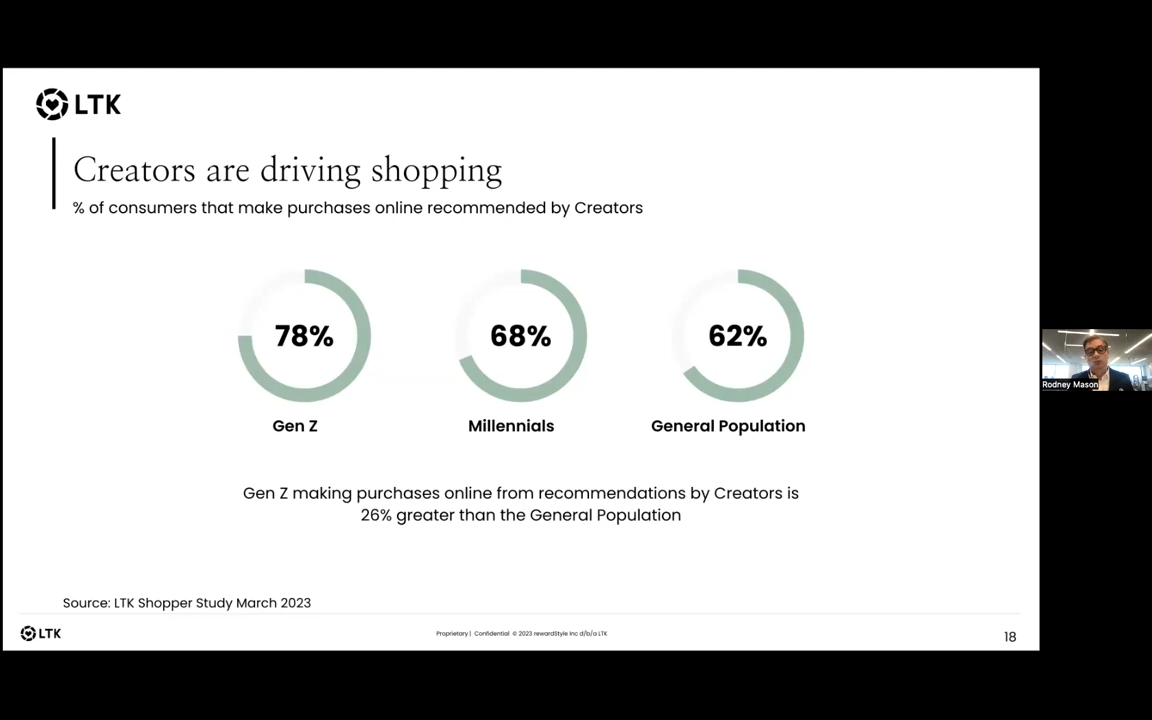 LTK
Creators are driving shopping
% of consumers that make purchases online recommended by Creators
78%
68%
62%
Gen Z
Millennials
General Population
Gen Z making purchases online from recommendations by Creators is
26% greater than the General Population
Source: LTK Shopper Study March 2023
LTK
Proprietary | Confidential © 2023 rewardStyle Inc d/b/a LTK
18
Rodney Mason